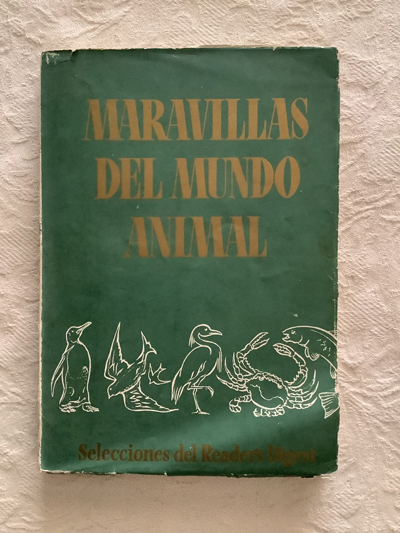 MARAVILLAS
DEL MUNDO
ANIMAL
Selecciones del Reader's Digest